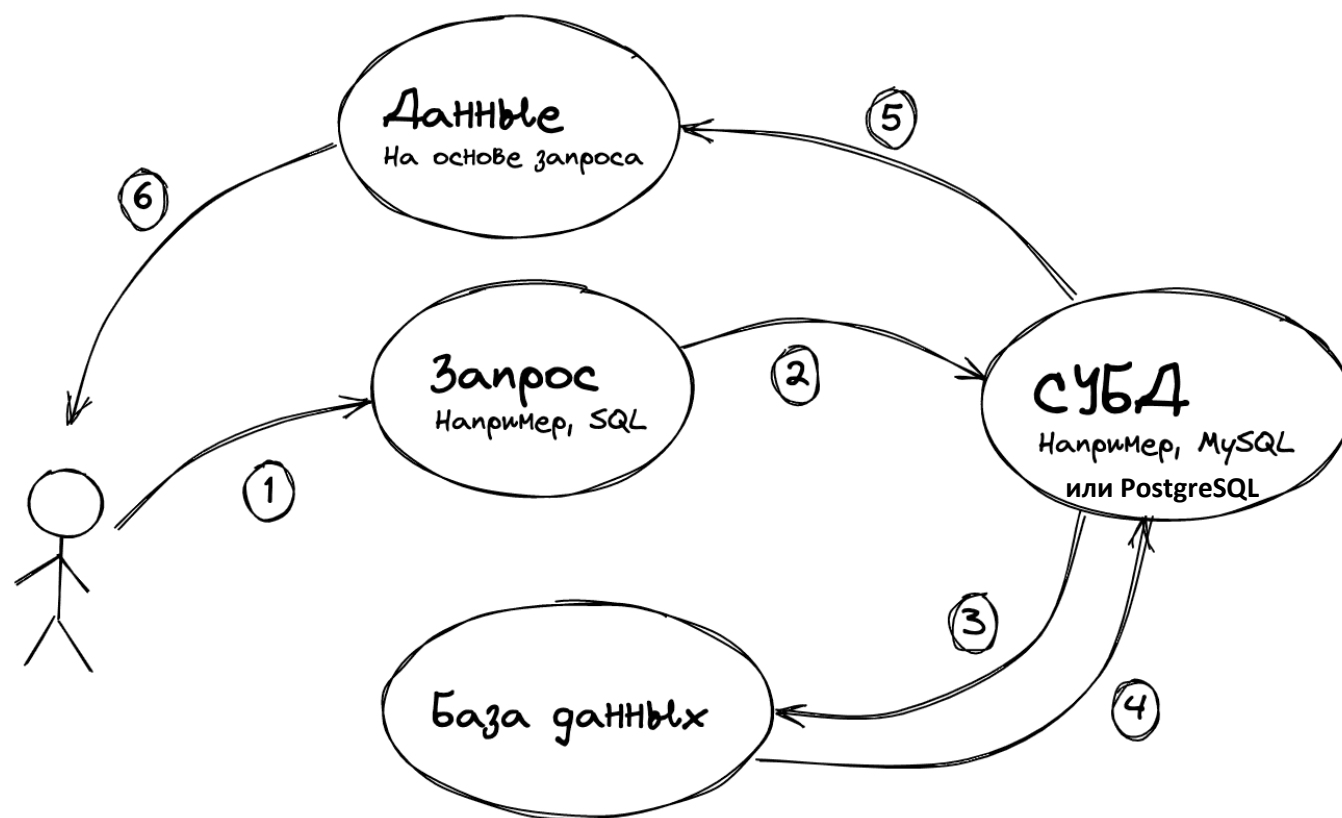 Данные
На основе запроса
5
6
Запрос
Например, SQL
2
СУБД
Например, MySQL
или PostgreSQL
1
3
База данных
4